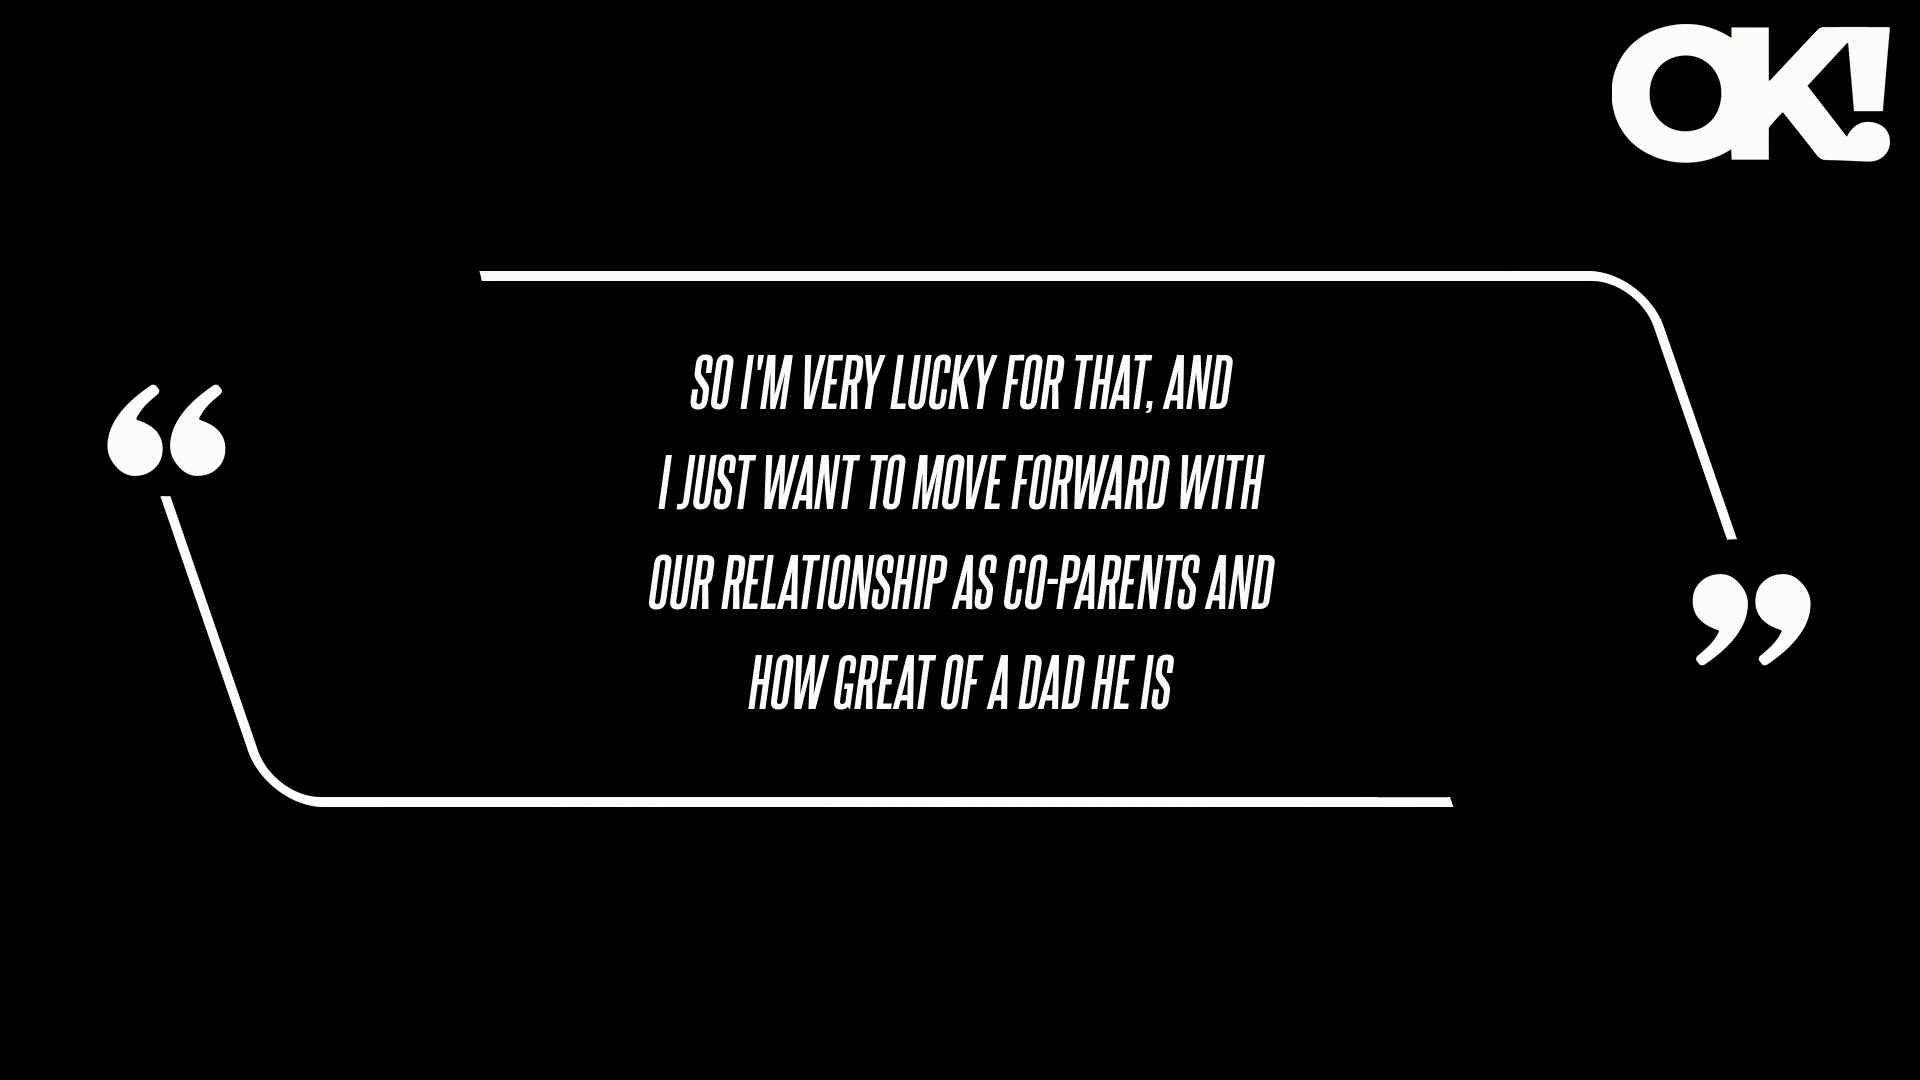 OK!
“
SO I'M VERY LUCKY FOR THAT, AND
I JUST WANT TO MOVE FORWARD WITH
OUR RELATIONSHIP AS CO-PARENTS AND
HOW GREAT OF A DAD HE IS
”